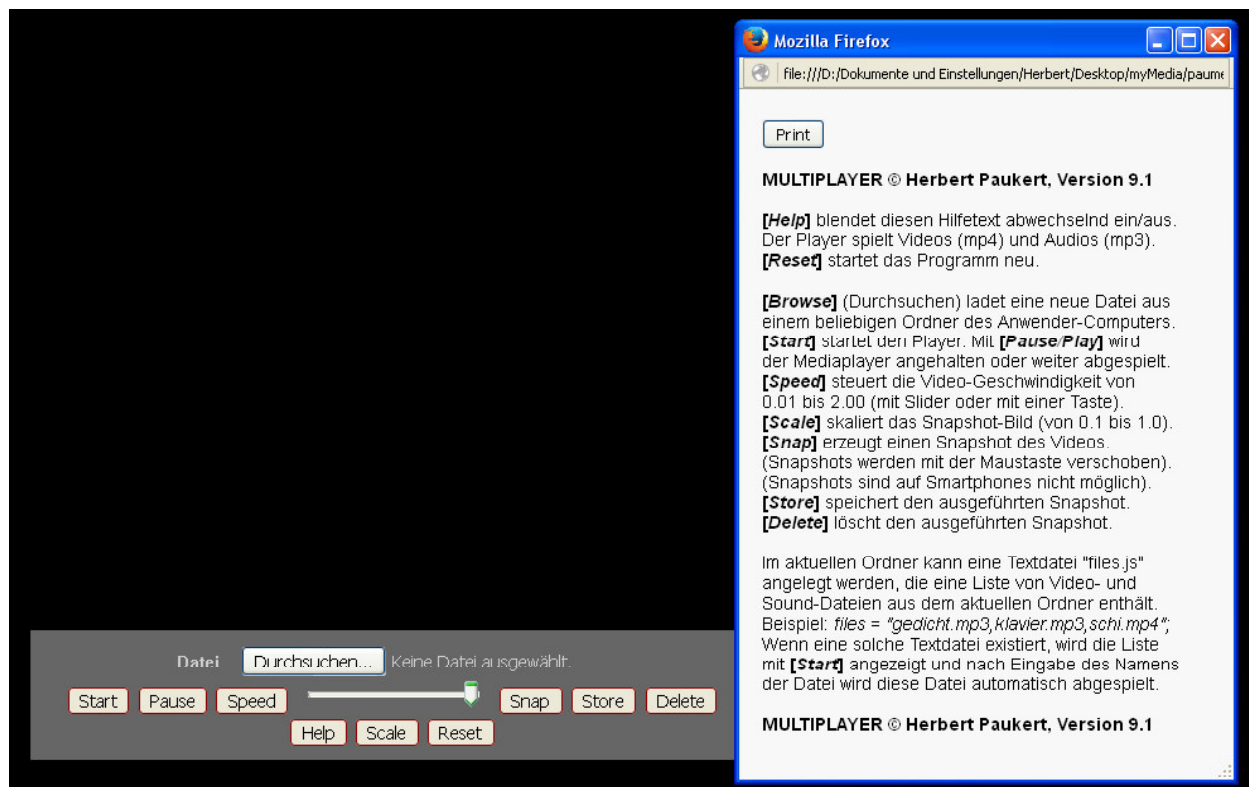 Mozilla Firefox
file:///D:/Dokumente und Einstellungen/Herbert/Desktop/myMedia/paume
Print
MULTIPLAYER © Herbert Paukert, Version 9.1
[Help] blendet diesen Hilfetext abwechselnd ein/aus.
Der Player spielt Videos (mp4) und Audios (mp3).
[Reset] startet das Programm neu.
[Browse] (Durchsuchen) ladet eine neue Datei aus
einem beliebigen Ordner des Anwender-Computers.
[Start] startet den Player. Mit [Pause/Play] wird
der Mediaplayer angehalten oder weiter abgespielt.
[Speed] steuert die Video-Geschwindigkeit von
0.01 bis 2.00 (mit Slider oder mit einer Taste).
[Scale] skaliert das Snapshot-Bild (von 0.1 bis 1.0).
[Snap] erzeugt einen Snapshot des Videos.
(Snapshots werden mit der Maustaste verschoben).
(Snapshots sind auf Smartphones nicht möglich).
[Store] speichert den ausgeführten Snapshot.
[Delete] löscht den ausgeführten Snapshot.
Im aktuellen Ordner kann eine Textdatei "files.js"
angelegt werden, die eine Liste von Video- und
Sound-Dateien aus dem aktuellen Ordner enthält.
Beispiel: files = "gedicht.mp3,klavier.mp3,schi.mp4";
Wenn eine solche Textdatei existiert, wird die Liste
mit [Start] angezeigt und nach Eingabe des Namens
der Datei wird diese Datei automatisch abgespielt.
MULTIPLAYER © Herbert Paukert, Version 9.1
Datei Durchsuchen... Keine Datei ausgewählt.
Start Pause Speed Snap Store Delete
Help Scale Reset